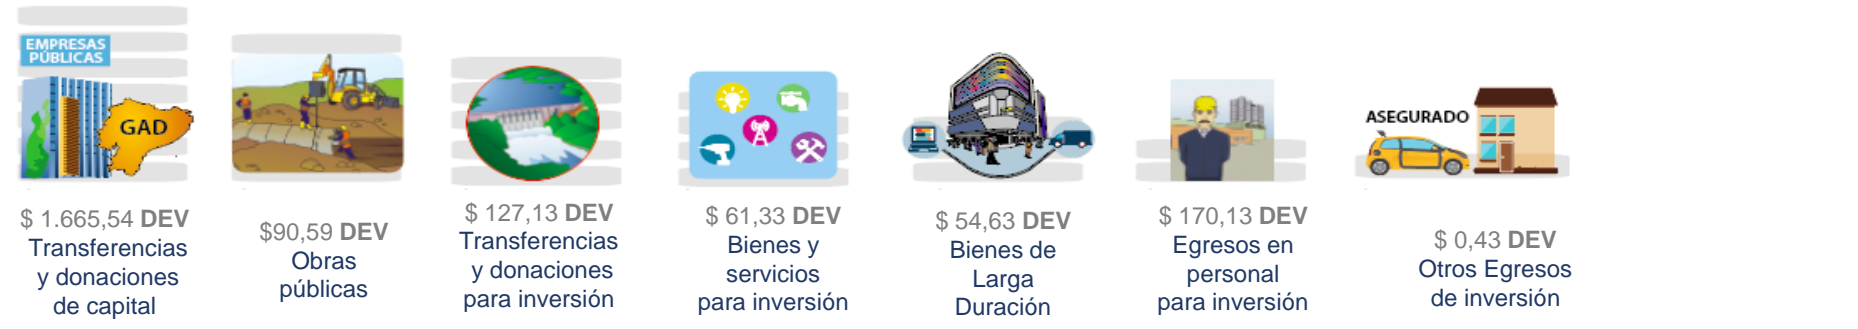 EMPRESAS
PÚBLICAS
GAD
$ 1.665,54 DEV
Transferencias
y donaciones
de capital
$90,59 DEV
Obras
públicas
$ 127,13 DEV
Transferencias
y donaciones
para inversión
$ 61,33 DEV
Bienes y
servicios
para inversión
$ 54,63 DEV
Bienes de
Larga
Duración
$ 170,13 DEV
Egresos en
personal
para inversión
ASEGURADO
$ 0,43 DEV
Otros Egresos
de inversión